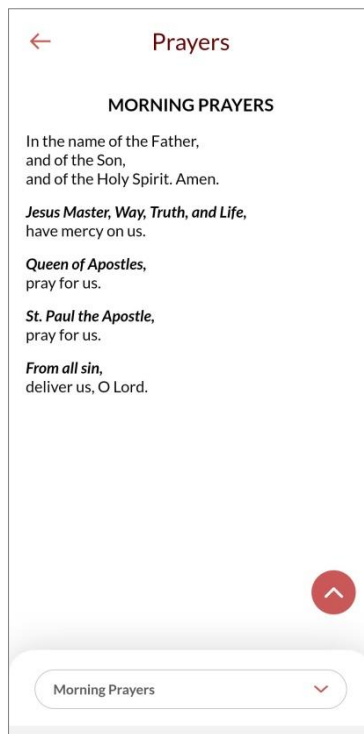 Prayers
MORNING PRAYERS
In the name of the Father,
and of the Son,
and of the Holy Spirit. Amen.
Jesus Master, Way, Truth, and Life,
have mercy on us.
Queen of Apostles,
pray for us.
St. Paul the Apostle,
pray for us.
From all sin,
deliver us, O Lord.
Morning Prayers